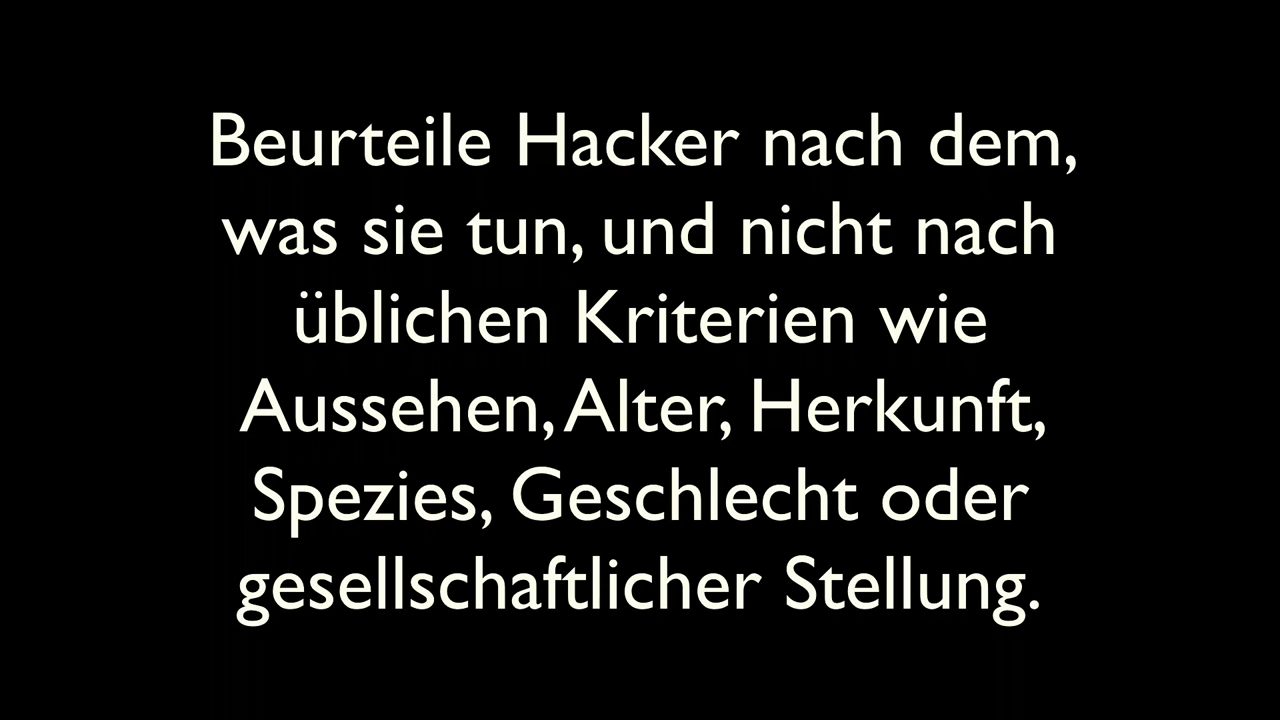 Beurteile Hacker nach dem,
was sie tun, und nicht nach
üblichen Kriterien wie
Aussehen, Alter, Herkunft,
Spezies, Geschlecht oder
gesellschaftlicher Stellung.